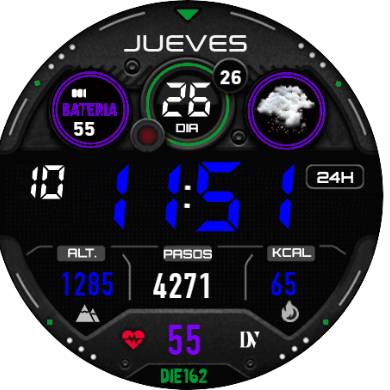 JUEVES
26
26
DIA
BATERIA
55
10
11:51
24H
ALT.
PASOS
KCAL
1285
4271
65
55
DIE162